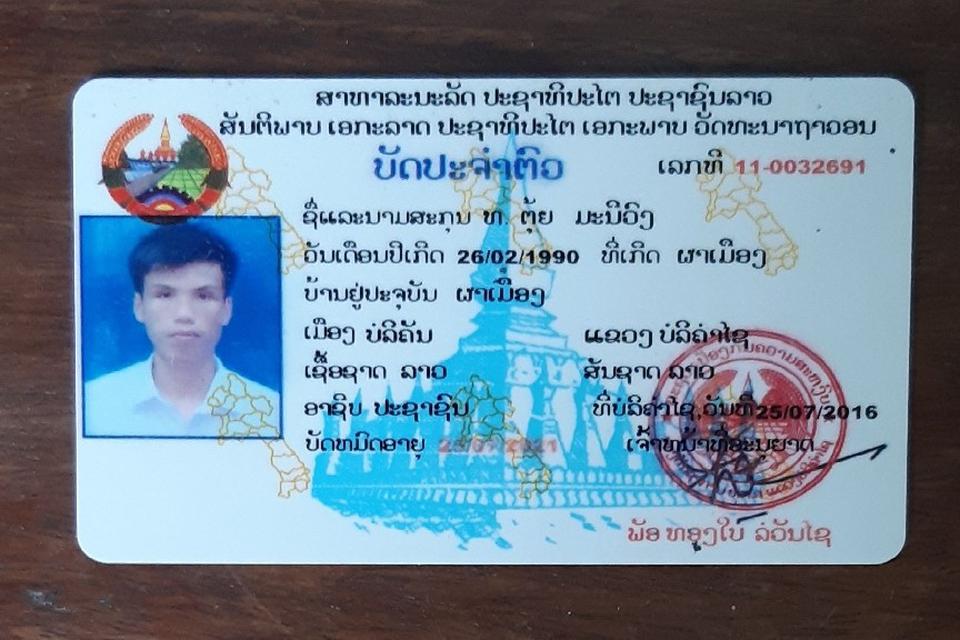 ສາທາລະນະລັດ ປະຊາທິປະໄຕ ປະຊາຊົນລາວ
ສັນຕິພາບ ເອກະລາດ ປະຊາທິປະໄຕ ເອກະພາບ ວັດທະນາຖາວອນ
ບັດປະຈຳຕົວ ເລກທີ 11-0032691
ຊື່ແລະນາມສະກຸນ ທ. ຕຸ້ຍ ມະນີວົງ
ວັນເດືອນປີເກີດ 26/02/1990 ທີ່ເກີດ ຜາເມືອງ
ບ້ານຢູ່ປະຈຸບັນ ຜາເມືອງ
ເມືອງ ບໍລິຄັນ ແຂວງ ບໍລິຄຳໄຊ
ເຊື້ອຊາດ ລາວ ສັນຊາດ ລາວ
ອາຊິບ ປະຊາຊົນ ທີ່ບໍລິຄຳໄຊ,ວັນທີ25/07/2016
ບັດຫມົດອາຍຸ ເຈົ້າຫນ້າທີ່ອະນຸຍາດ
ພັອ ທອງໃບ ລໍວັນໄຊ